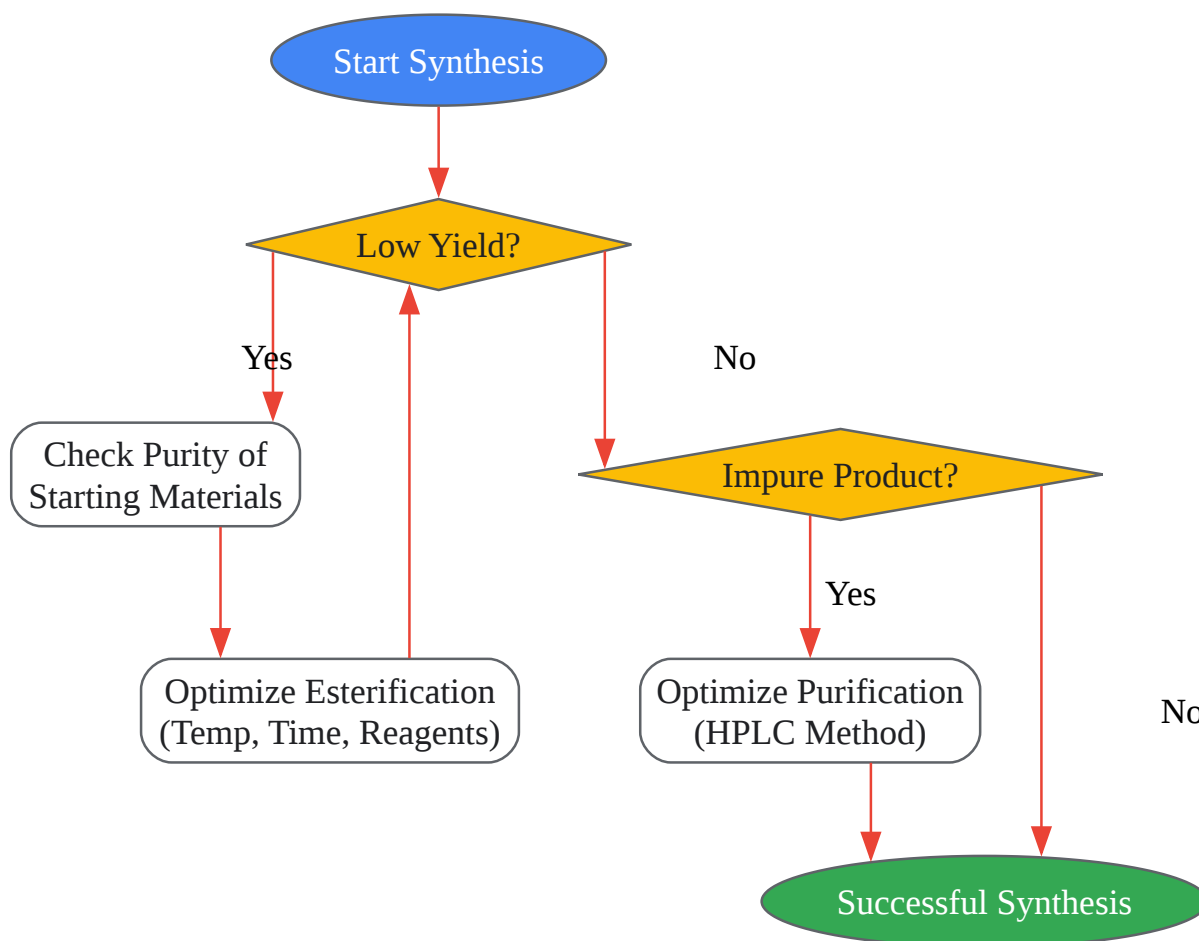 Start Synthesis
Low Yield?
Yes
No
Check Purity of
Starting Materials
Impure Product?
Yes
Optimize Esterification
(Temp, Time, Reagents)
Optimize Purification
(HPLC Method)
No
Successful Synthesis